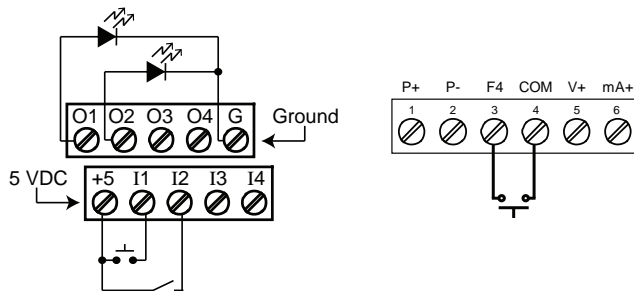 O1 O2 O3 O4 G
Ground
5 VDC
+5 I1 I2 I3 I4
P+ P- F4 COM V+ mA+
1 2 3 4 5 6